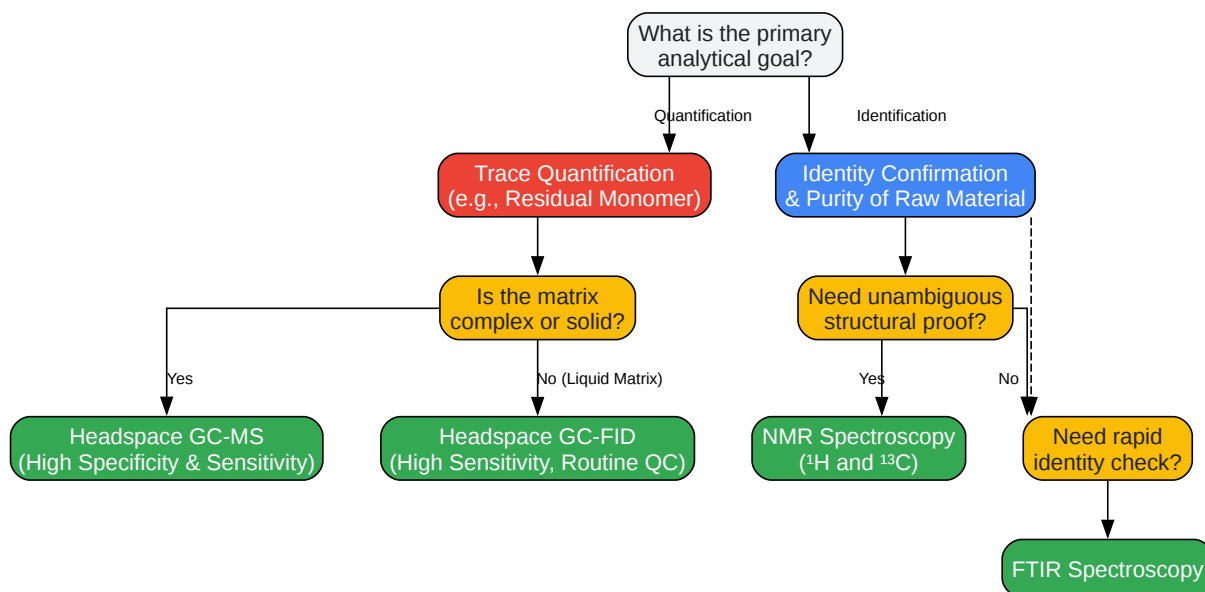 What is the primary
analytical goal?
Quantification
Identification
Trace Quantification
(e.g., Residual Monomer)
Identity Confirmation
& Purity of Raw Material
Is the matrix
complex or solid?
Need unambiguous
structural proof?
Yes
No (Liquid Matrix)
Yes
No
Headspace GC-MS
(High Specificity & Sensitivity)
Headspace GC-FID
(High Sensitivity, Routine QC)
NMR Spectroscopy
(¹H and ¹³C)
Need rapid
identity check?
FTIR Spectroscopy